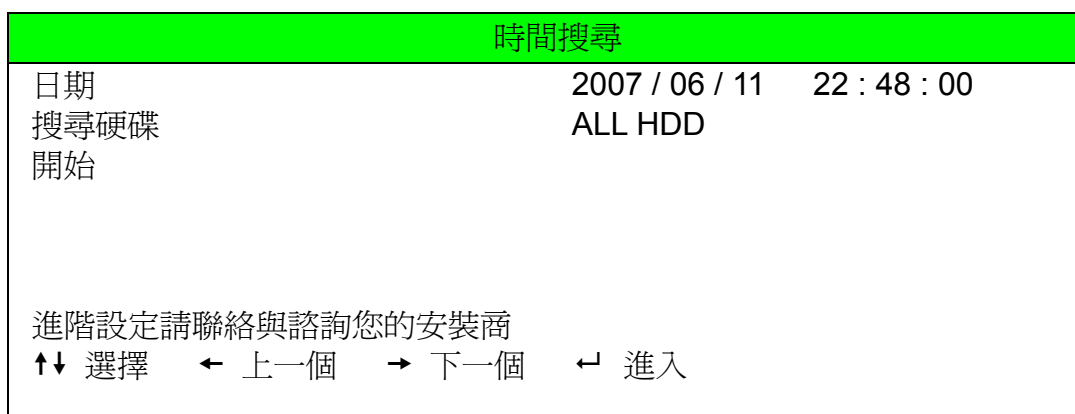 時間搜尋
日期 2007 / 06 / 11 22 : 48 : 00
搜尋硬碟 ALL HDD
開始
進階設定請聯絡與諮詢您的安裝商
↑↓ 選擇 ← 上一個 → 下一個 ↵ 進入